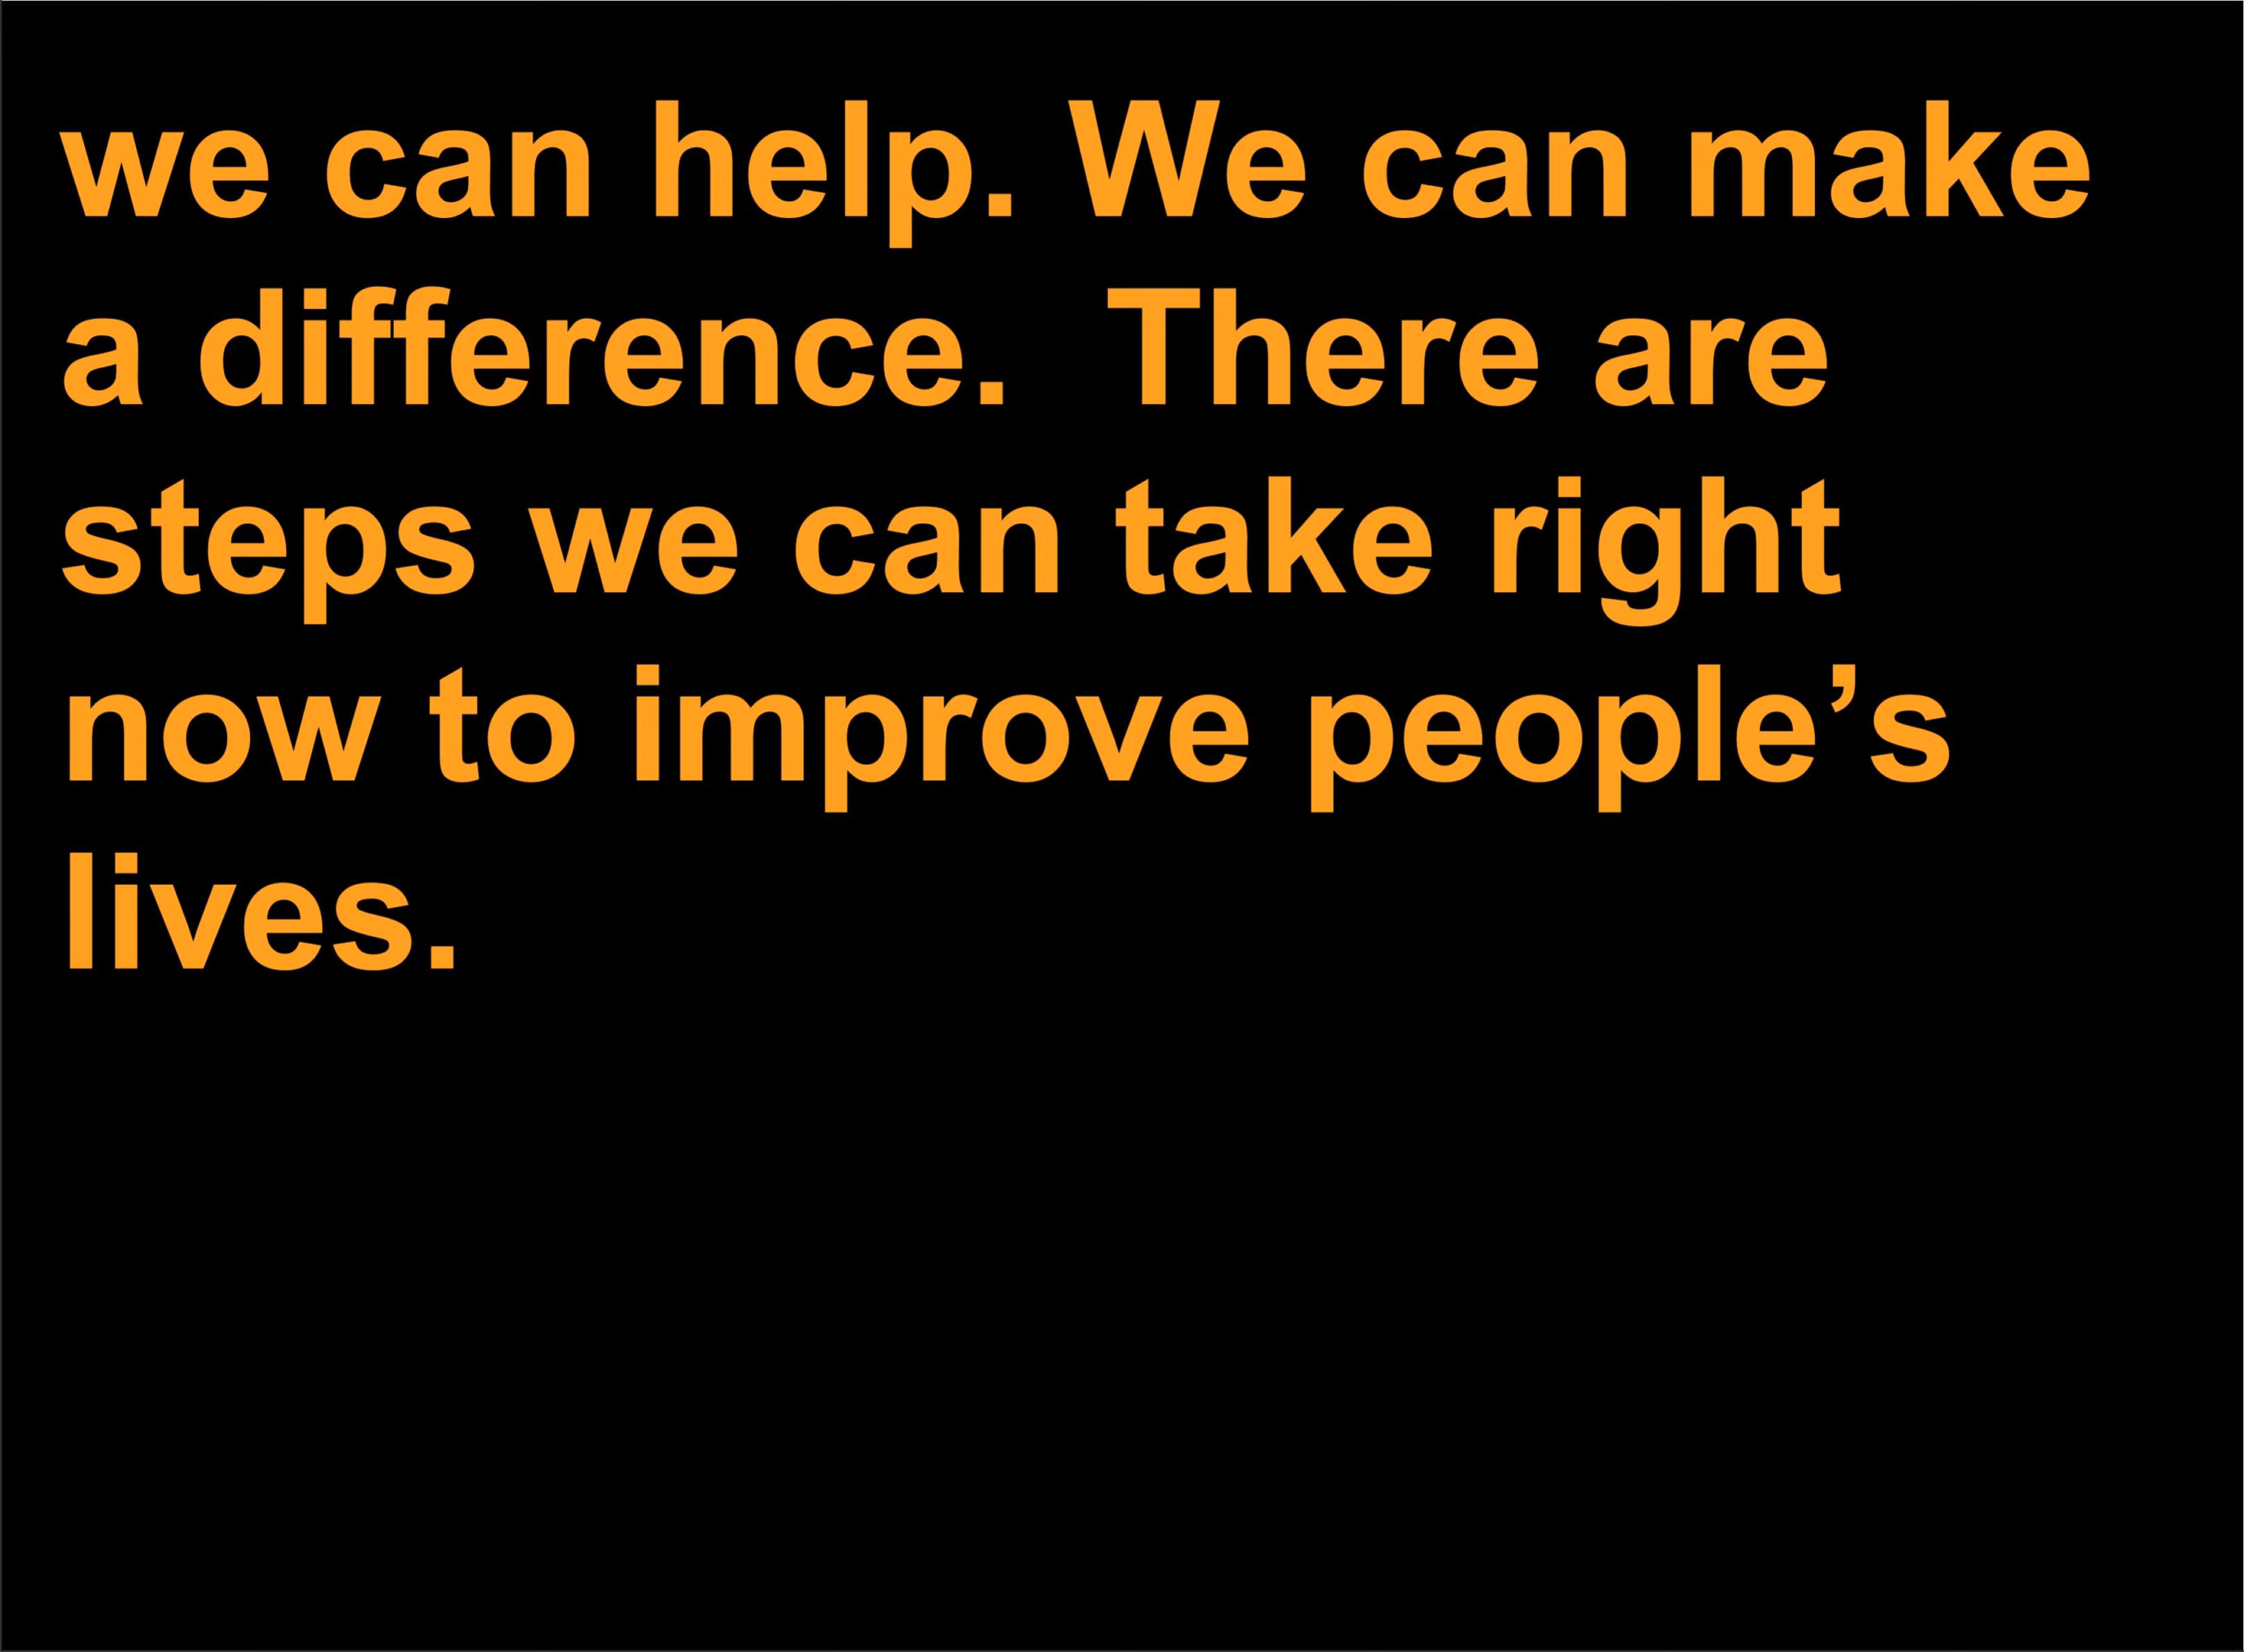 we can help. We can make
a difference.  There are
steps we can take right
now to improve people’s
lives.